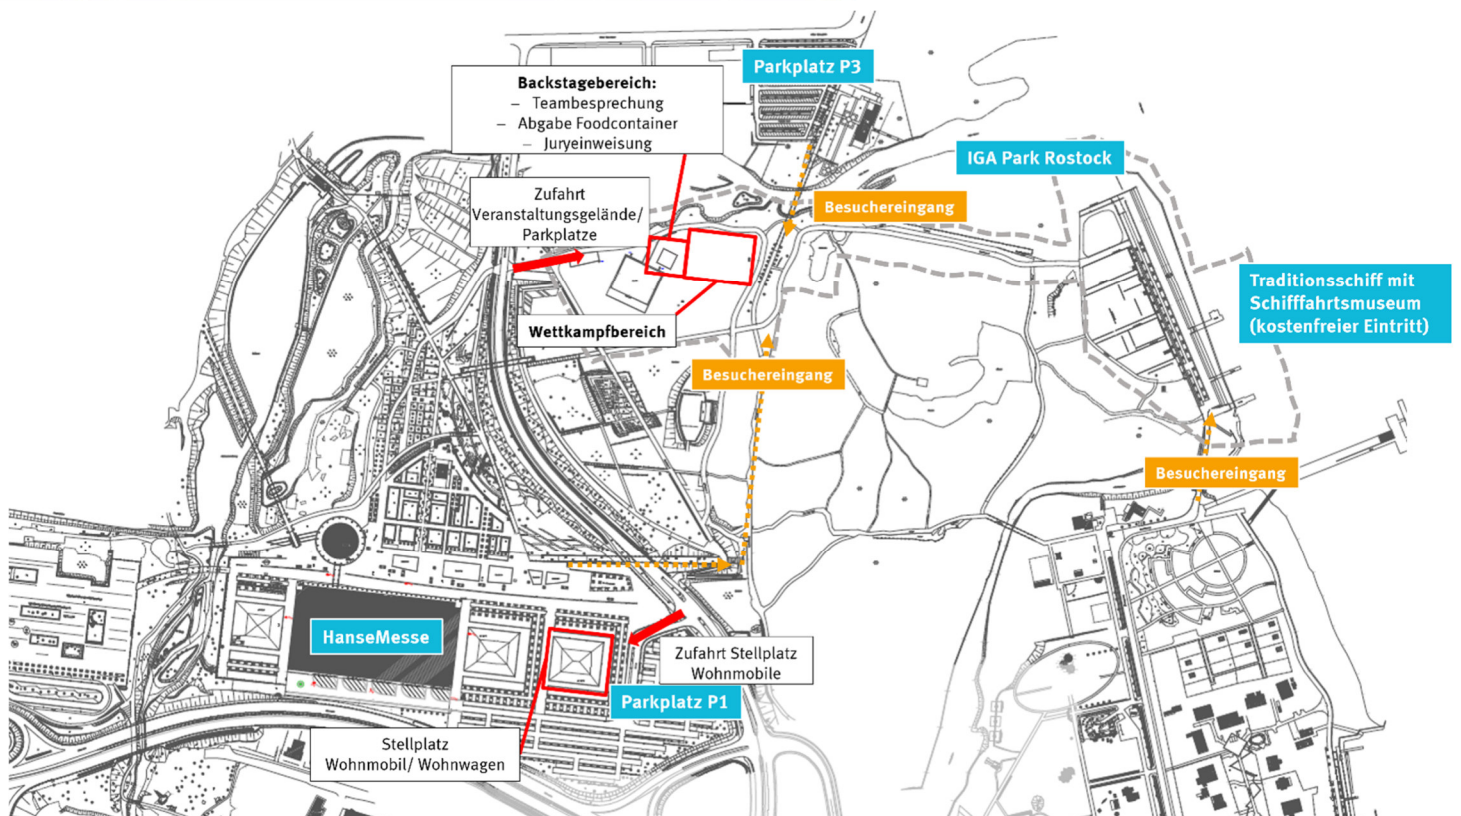 Parkplatz P3
Backstagebereich:
– Teambesprechung
– Abgabe Foodcontainer
– Juryeinweisung
IGA Park Rostock
Zufahrt
Veranstaltungsgelände/
Parkplatze
Besuchereingang
Traditionsschiff mit
Schifffahrtsmuseum
(kostenfreier Eintritt)
Wettkampfbereich
Besuchereingang
Besuchereingang
HanseMesse
Zufahrt Stellplatz
Wohnmobile
Parkplatz P1
Stellplatz
Wohnmobil/ Wohnwagen